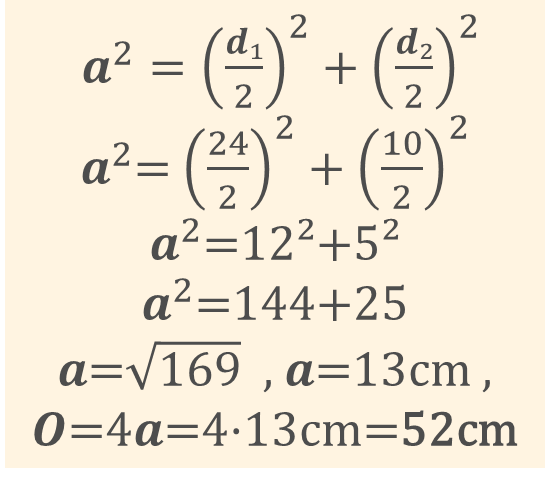 a² = (d₁/2)² + (d₂/2)²
a²= (24/2)² + (10/2)²
a²=12²+5²
a²=144+25
a=√169 , a=13cm ,
O=4a=4·13cm=52cm